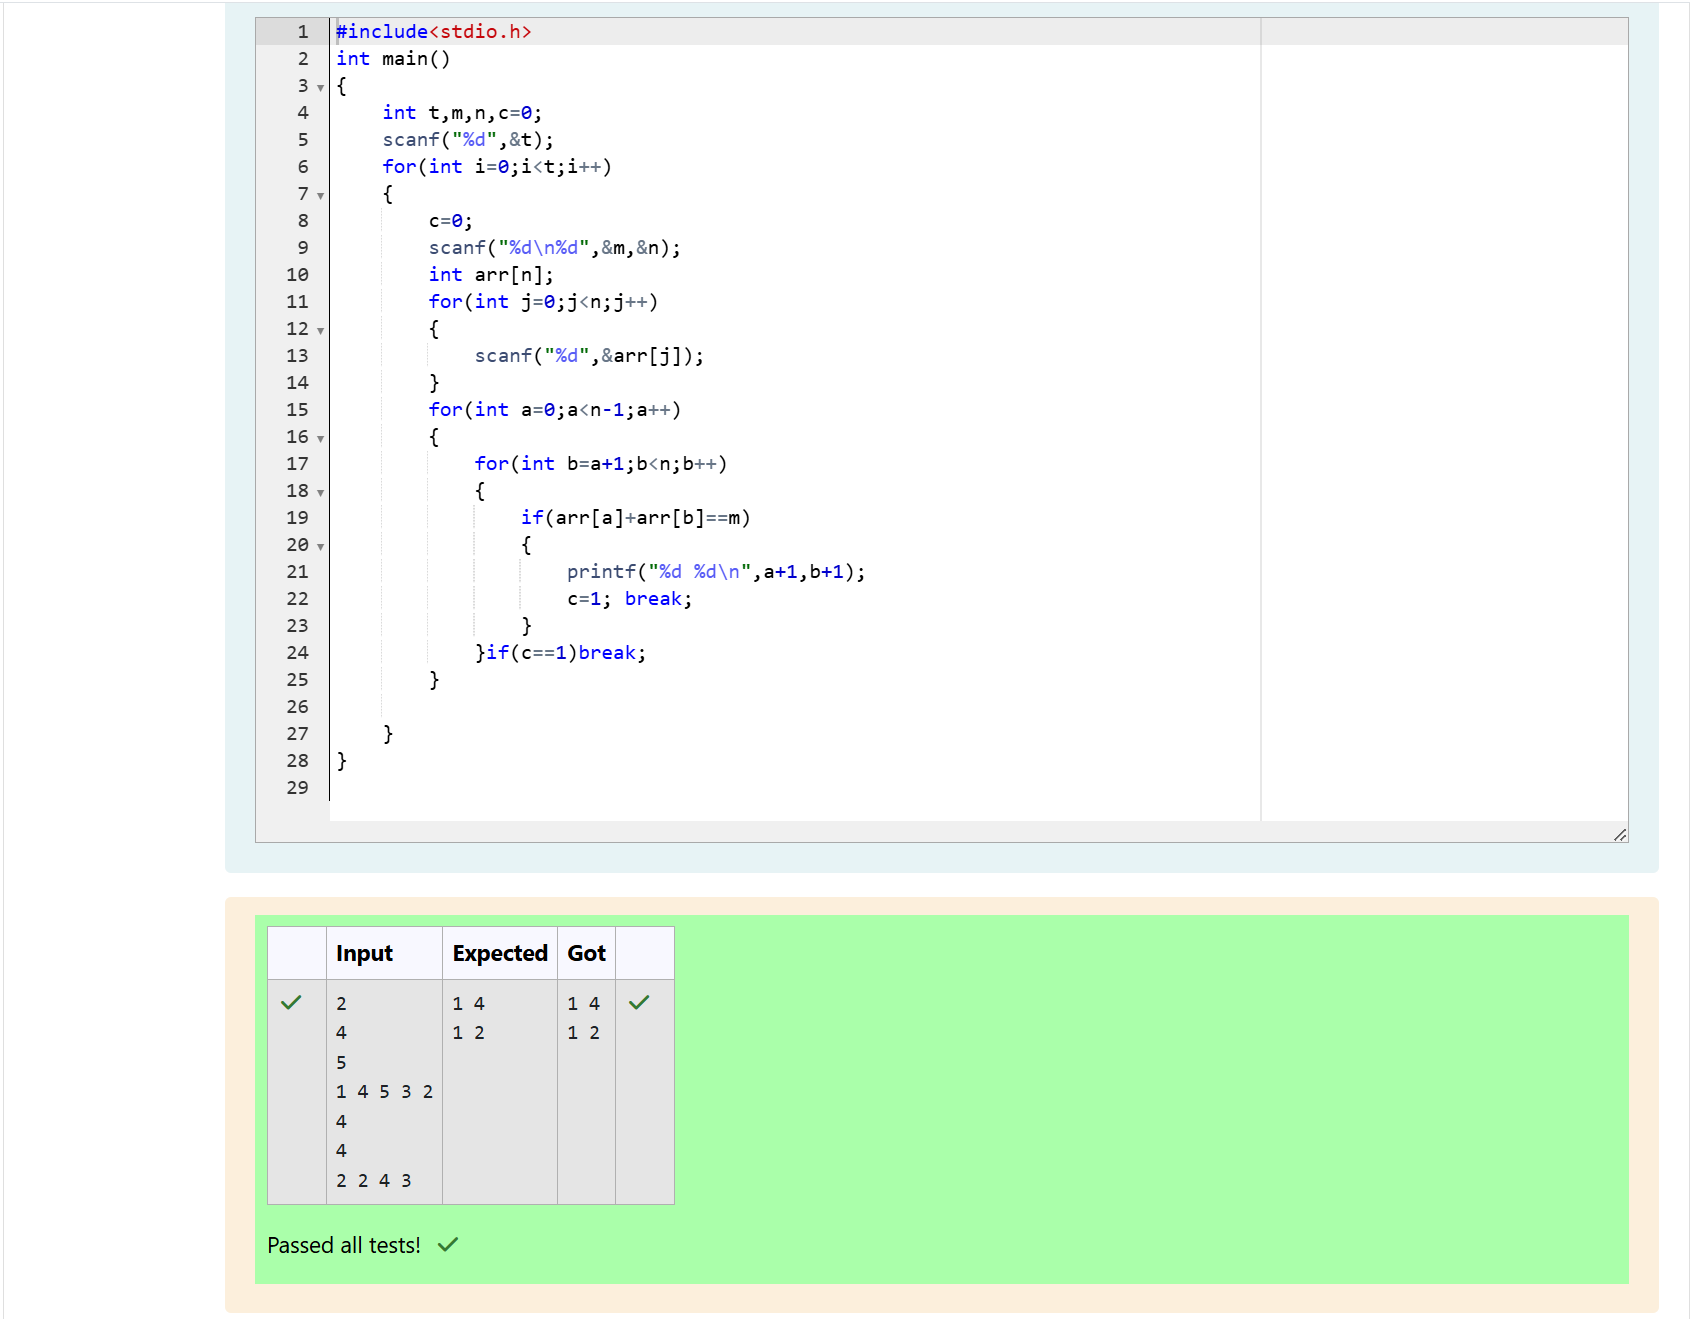 1 #include<stdio.h>
2 int main()
3 {
4     int t,m,n,c=0;
5     scanf("%d",&t);
6     for(int i=0;i<t;i++)
7     {
8         c=0;
9         scanf("%d\n%d",&m,&n);
10         int arr[n];
11         for(int j=0;j<n;j++)
12         {
13             scanf("%d",&arr[j]);
14         }
15         for(int a=0;a<n-1;a++)
16         {
17             for(int b=a+1;b<n;b++)
18             {
19                 if(arr[a]+arr[b]==m)
20                 {
21                     printf("%d %d\n",a+1,b+1);
22                     c=1; break;
23                 }
24             }if(c==1)break;
25         }
26
27     }
28 }
29
Input Expected Got
2 1 4 1 4
4 1 2 1 2
5
1 4 5 3 2
4
4
2 2 4 3
Passed all tests!